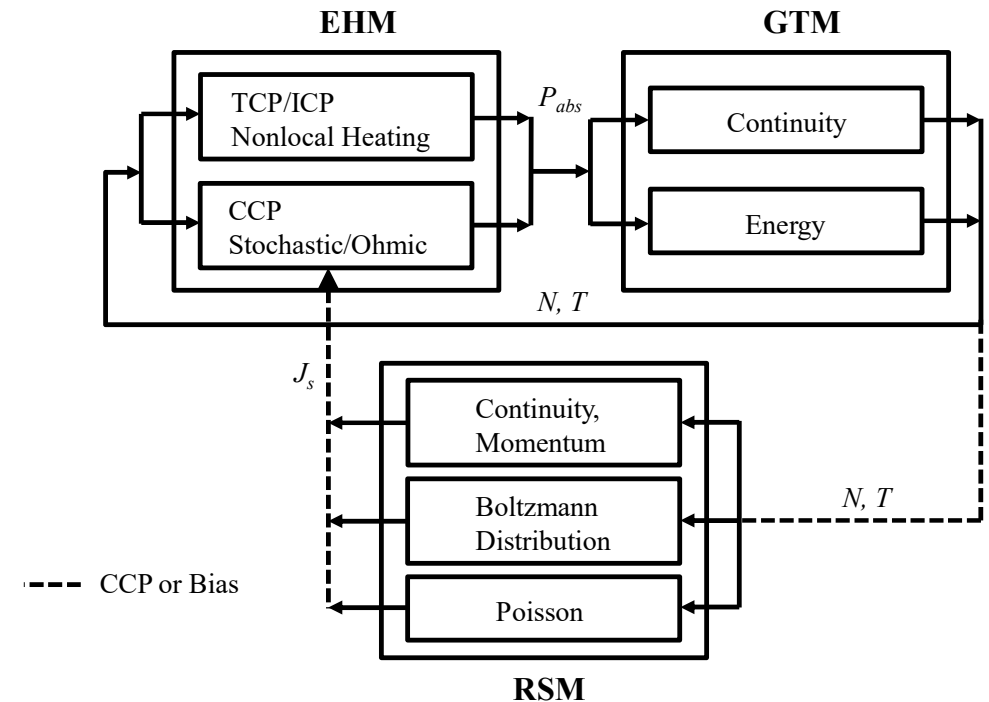 EHM
GTM
TCP/ICP
Nonlocal Heating
P_abs
Continuity
CCP
Stochastic/Ohmic
Energy
N, T
J_s
Continuity,
Momentum
Boltzmann
Distribution
N, T
CCP or Bias
Poisson
RSM